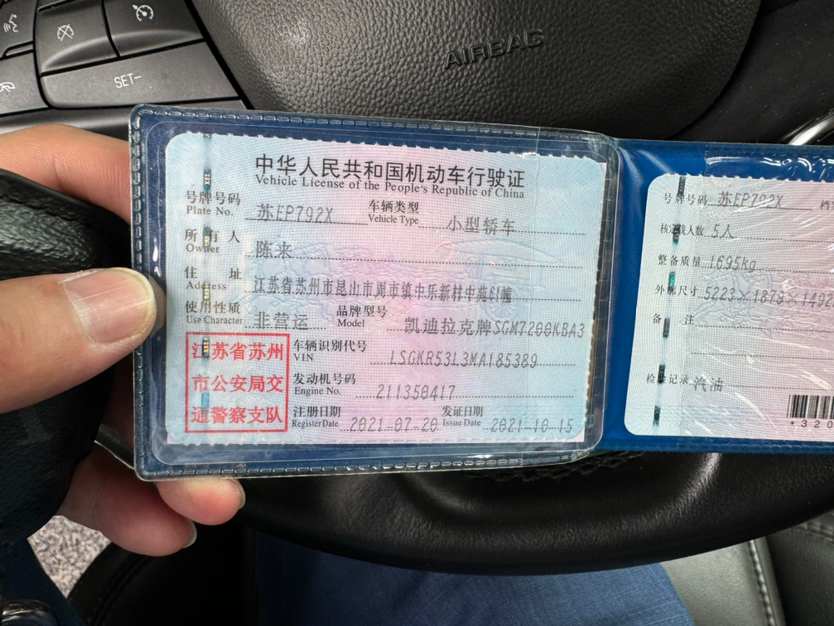 SET-
AIRBAG
中华人民共和国机动车行驶证
Vehicle License of the People's Republic of China
号牌号码 苏EP792X 车辆类型 小型轿车
Plate No. Vehicle Type
所有人 陈来
Owner
住址 江苏省苏州市昆山市周市镇中乐新村中苑61幢
Address
使用性质 非营运 品牌型号 凯迪拉克牌SGM7200KBA3
Use Character Model
江苏省苏州
市公安局交
通警察支队
车辆识别代号 LSGKR53L3MA185389
VIN
发动机号码 211350417
Engine No.
注册日期 2021-07-20 发证日期 2021-10-15
Register Date Issue Date
号牌号码 苏EP792X
核定载人数 5人
整备质量 1695kg
外廓尺寸 5223×1879×1492
备注
检验记录 汽油
*320